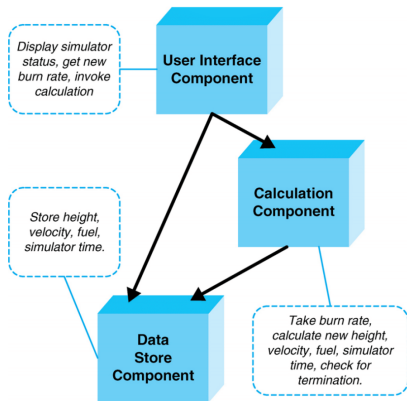 Display simulator
status, get new
burn rate, invoke
calculation
User Interface
Component
Calculation
Component
Store height,
velocity, fuel,
simulator time.
Data
Store
Component
Take burn rate,
calculate new height,
velocity, fuel, simulator
time, check for
termination.